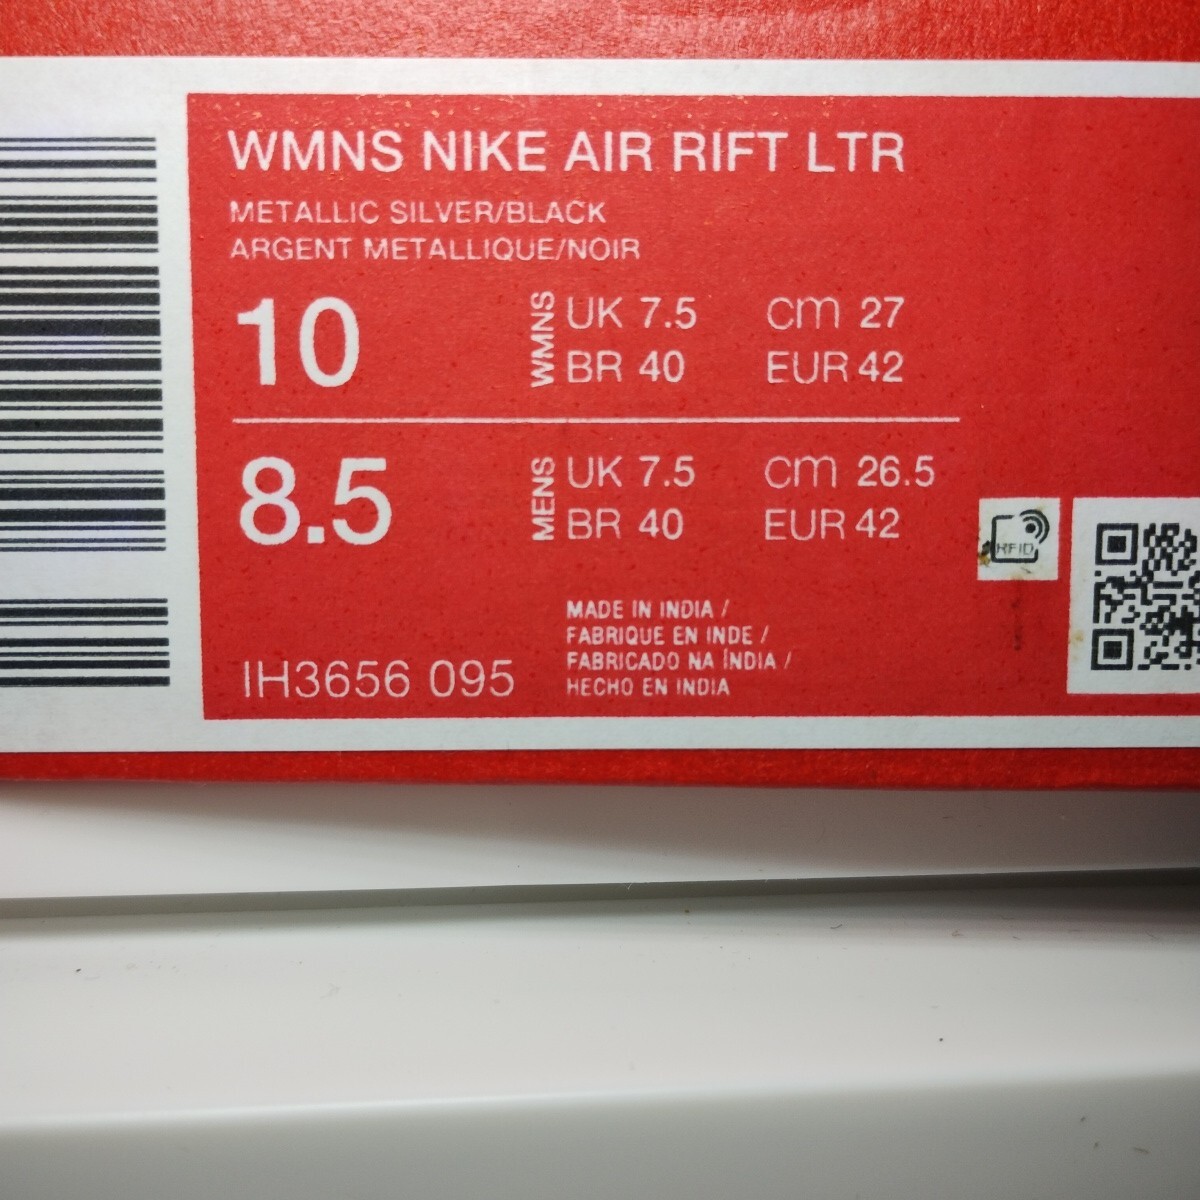 WMNS NIKE AIR RIFT LTR
METALLIC SILVER/BLACK
ARGENT METALLIQUE/NOIR
10 WMNS UK 7.5 cm 27
BR 40 EUR 42
8.5 MENS UK 7.5 cm 26.5
BR 40 EUR 42
RFID
MADE IN INDIA /
FABRIQUE EN INDE /
FABRICADO NA ÍNDIA /
HECHO EN INDIA
IH3656 095